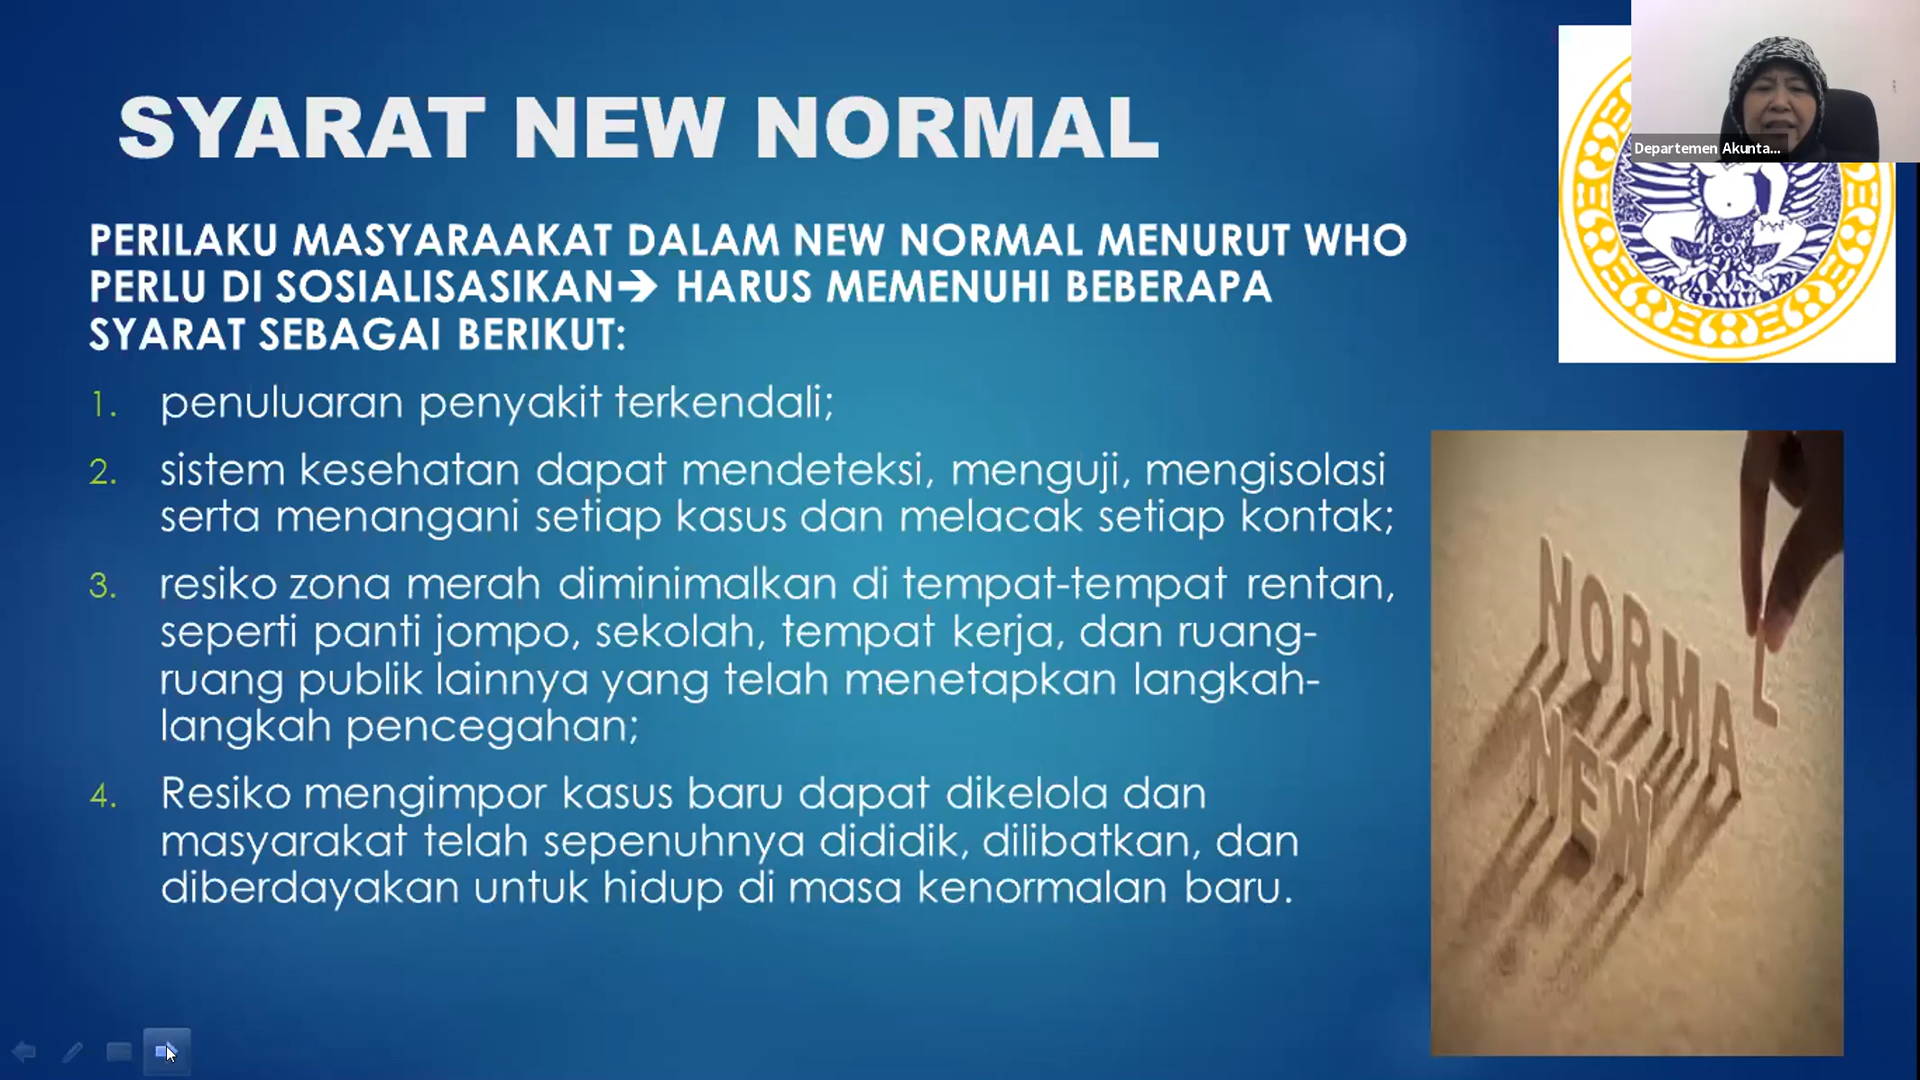 SYARAT NEW NORMAL
Departemen Akunta...
PERILAKU MASYARAAKAT DALAM NEW NORMAL MENURUT WHO
PERLU DI SOSIALISASIKAN➔ HARUS MEMENUHI BEBERAPA
SYARAT SEBAGAI BERIKUT:
1. penuluaran penyakit terkendali;
2. sistem kesehatan dapat mendeteksi, menguji, mengisolasi
serta menangani setiap kasus dan melacak setiap kontak;
3. resiko zona merah diminimalkan di tempat-tempat rentan,
seperti panti jompo, sekolah, tempat kerja, dan ruang-
ruang publik lainnya yang telah menetapkan langkah-
langkah pencegahan;
4. Resiko mengimpor kasus baru dapat dikelola dan
masyarakat telah sepenuhnya dididik, dilibatkan, dan
diberdayakan untuk hidup di masa kenormalan baru.
NORMAL
NEW